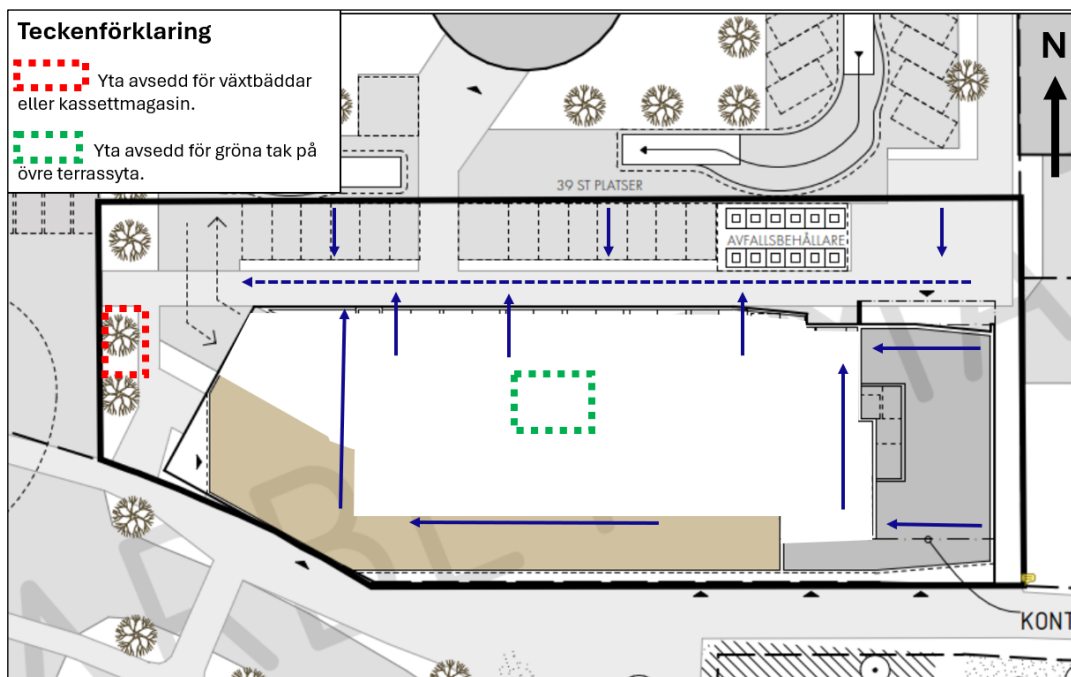 Teckenförklaring
Yta avsedd för växtbäddar
eller kassettmagasin.
Yta avsedd för gröna tak på
övre terrassyta.
N
39 ST PLATSER
AVFALLSBEHÅLLARE
KONT